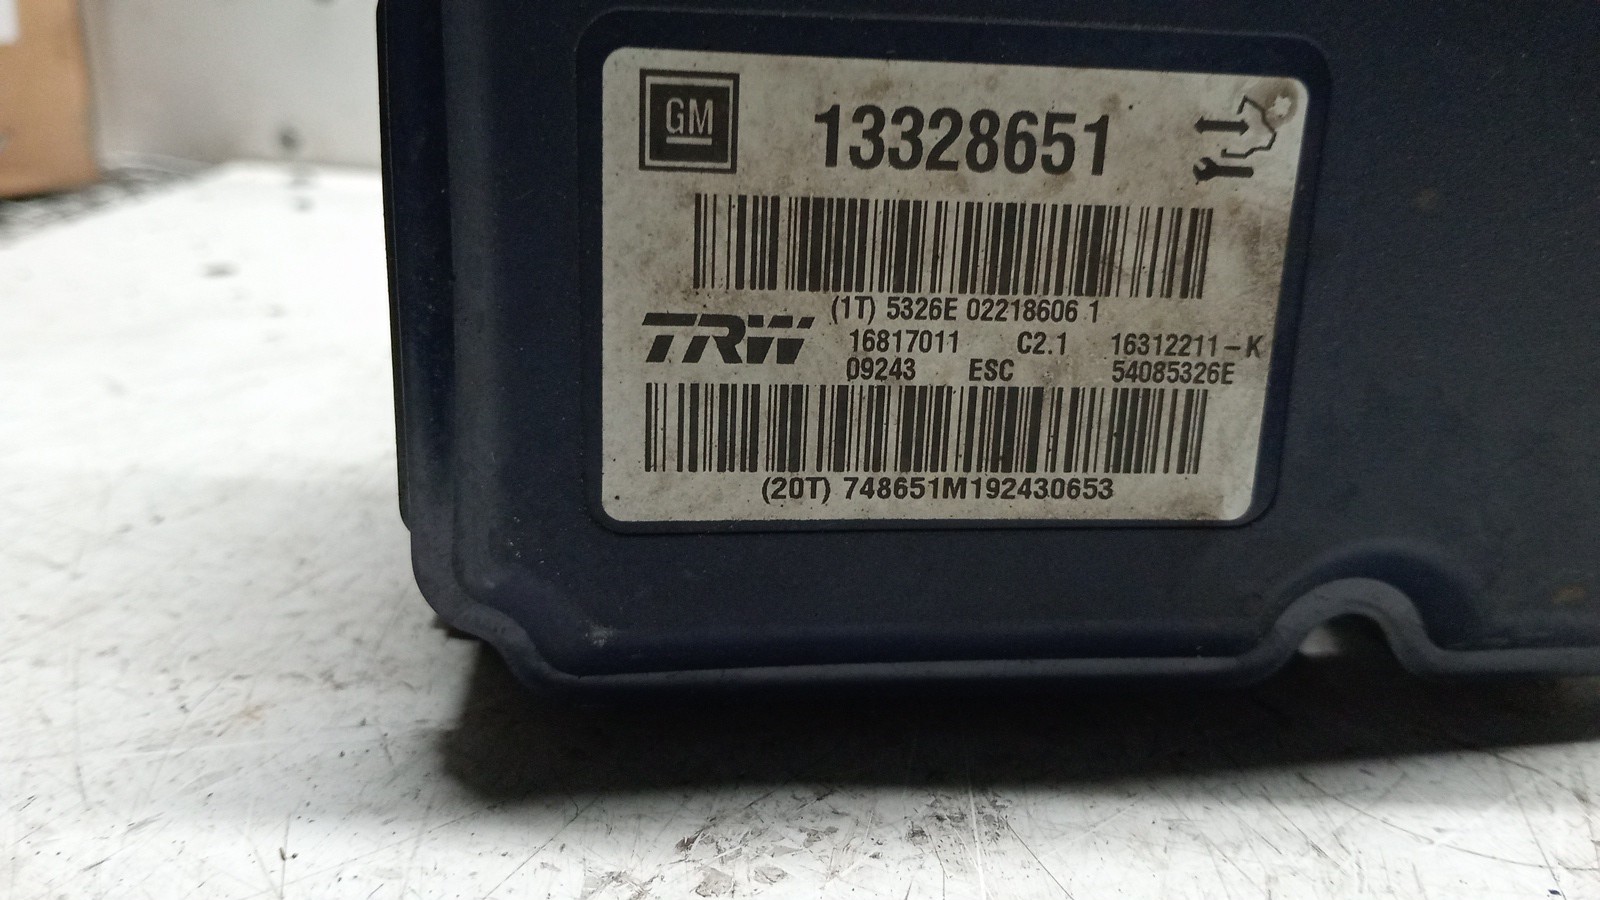 GM
13328651
(1T) 5326E 02218606 1
TRW
16817011 C2.1 16312211-K
09243 ESC 54085326E
(20T) 748651M192430653